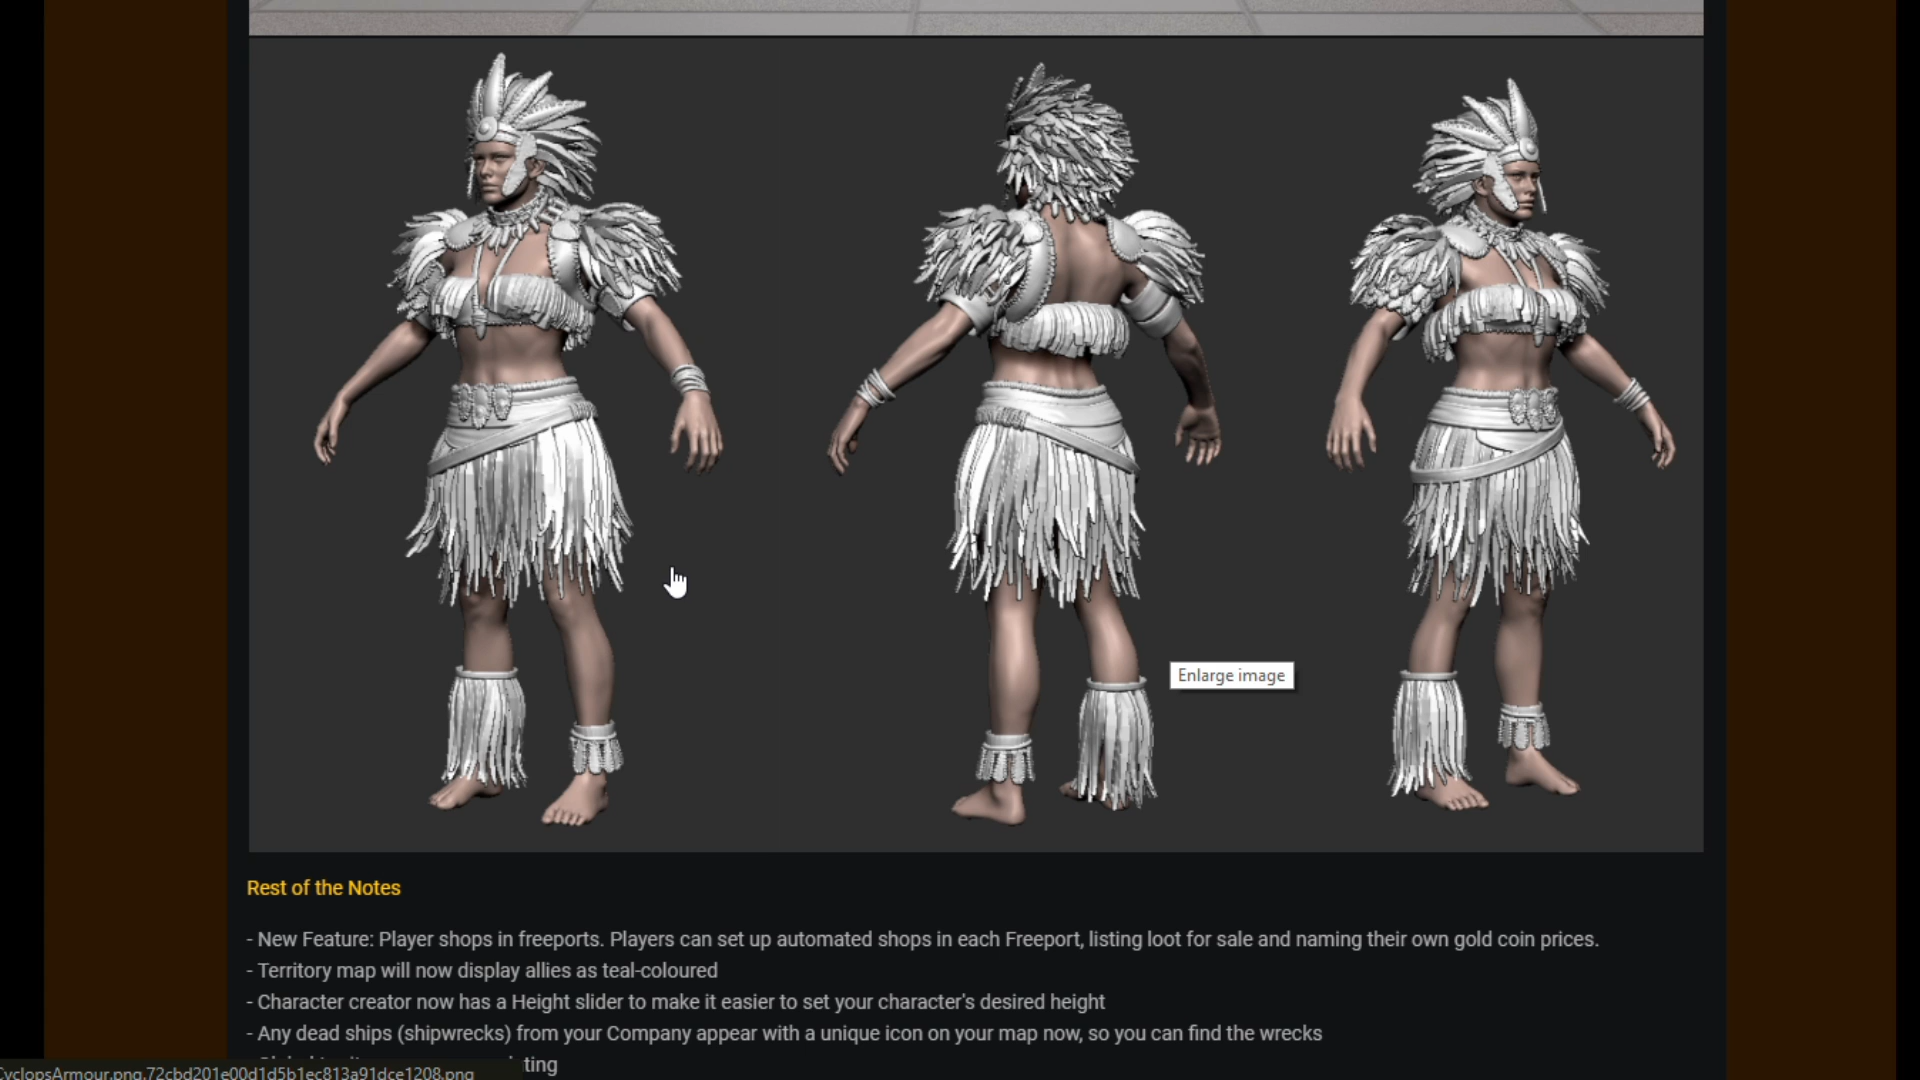 Enlarge image
Rest of the Notes
- New Feature: Player shops in freeports. Players can set up automated shops in each Freeport, listing loot for sale and naming their own gold coin prices.
- Territory map will now display allies as teal-coloured
- Character creator now has a Height slider to make it easier to set your character's desired height
- Any dead ships (shipwrecks) from your Company appear with a unique icon on your map now, so you can find the wrecks
CyclopsArmour.png.72cbd201e00d1d5b1ec813a91dce1208.png